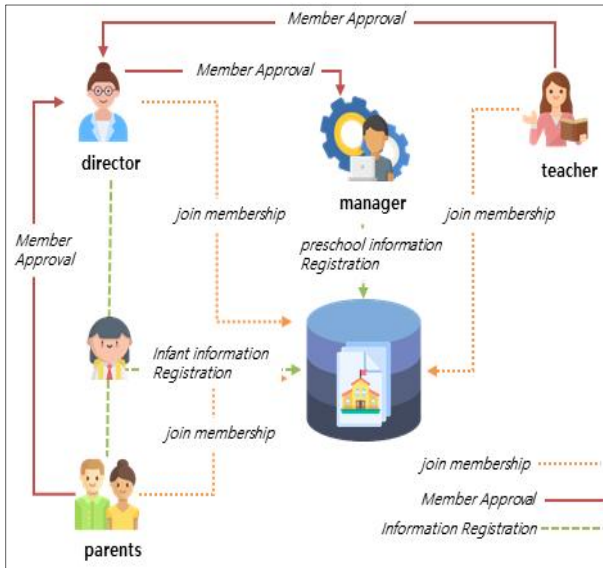 Member Approval
Member Approval
director
manager
teacher
join membership
join membership
Member
Approval
preschool information
Registration
Infant information
Registration
join membership
parents
join membership
Member Approval
Information Registration